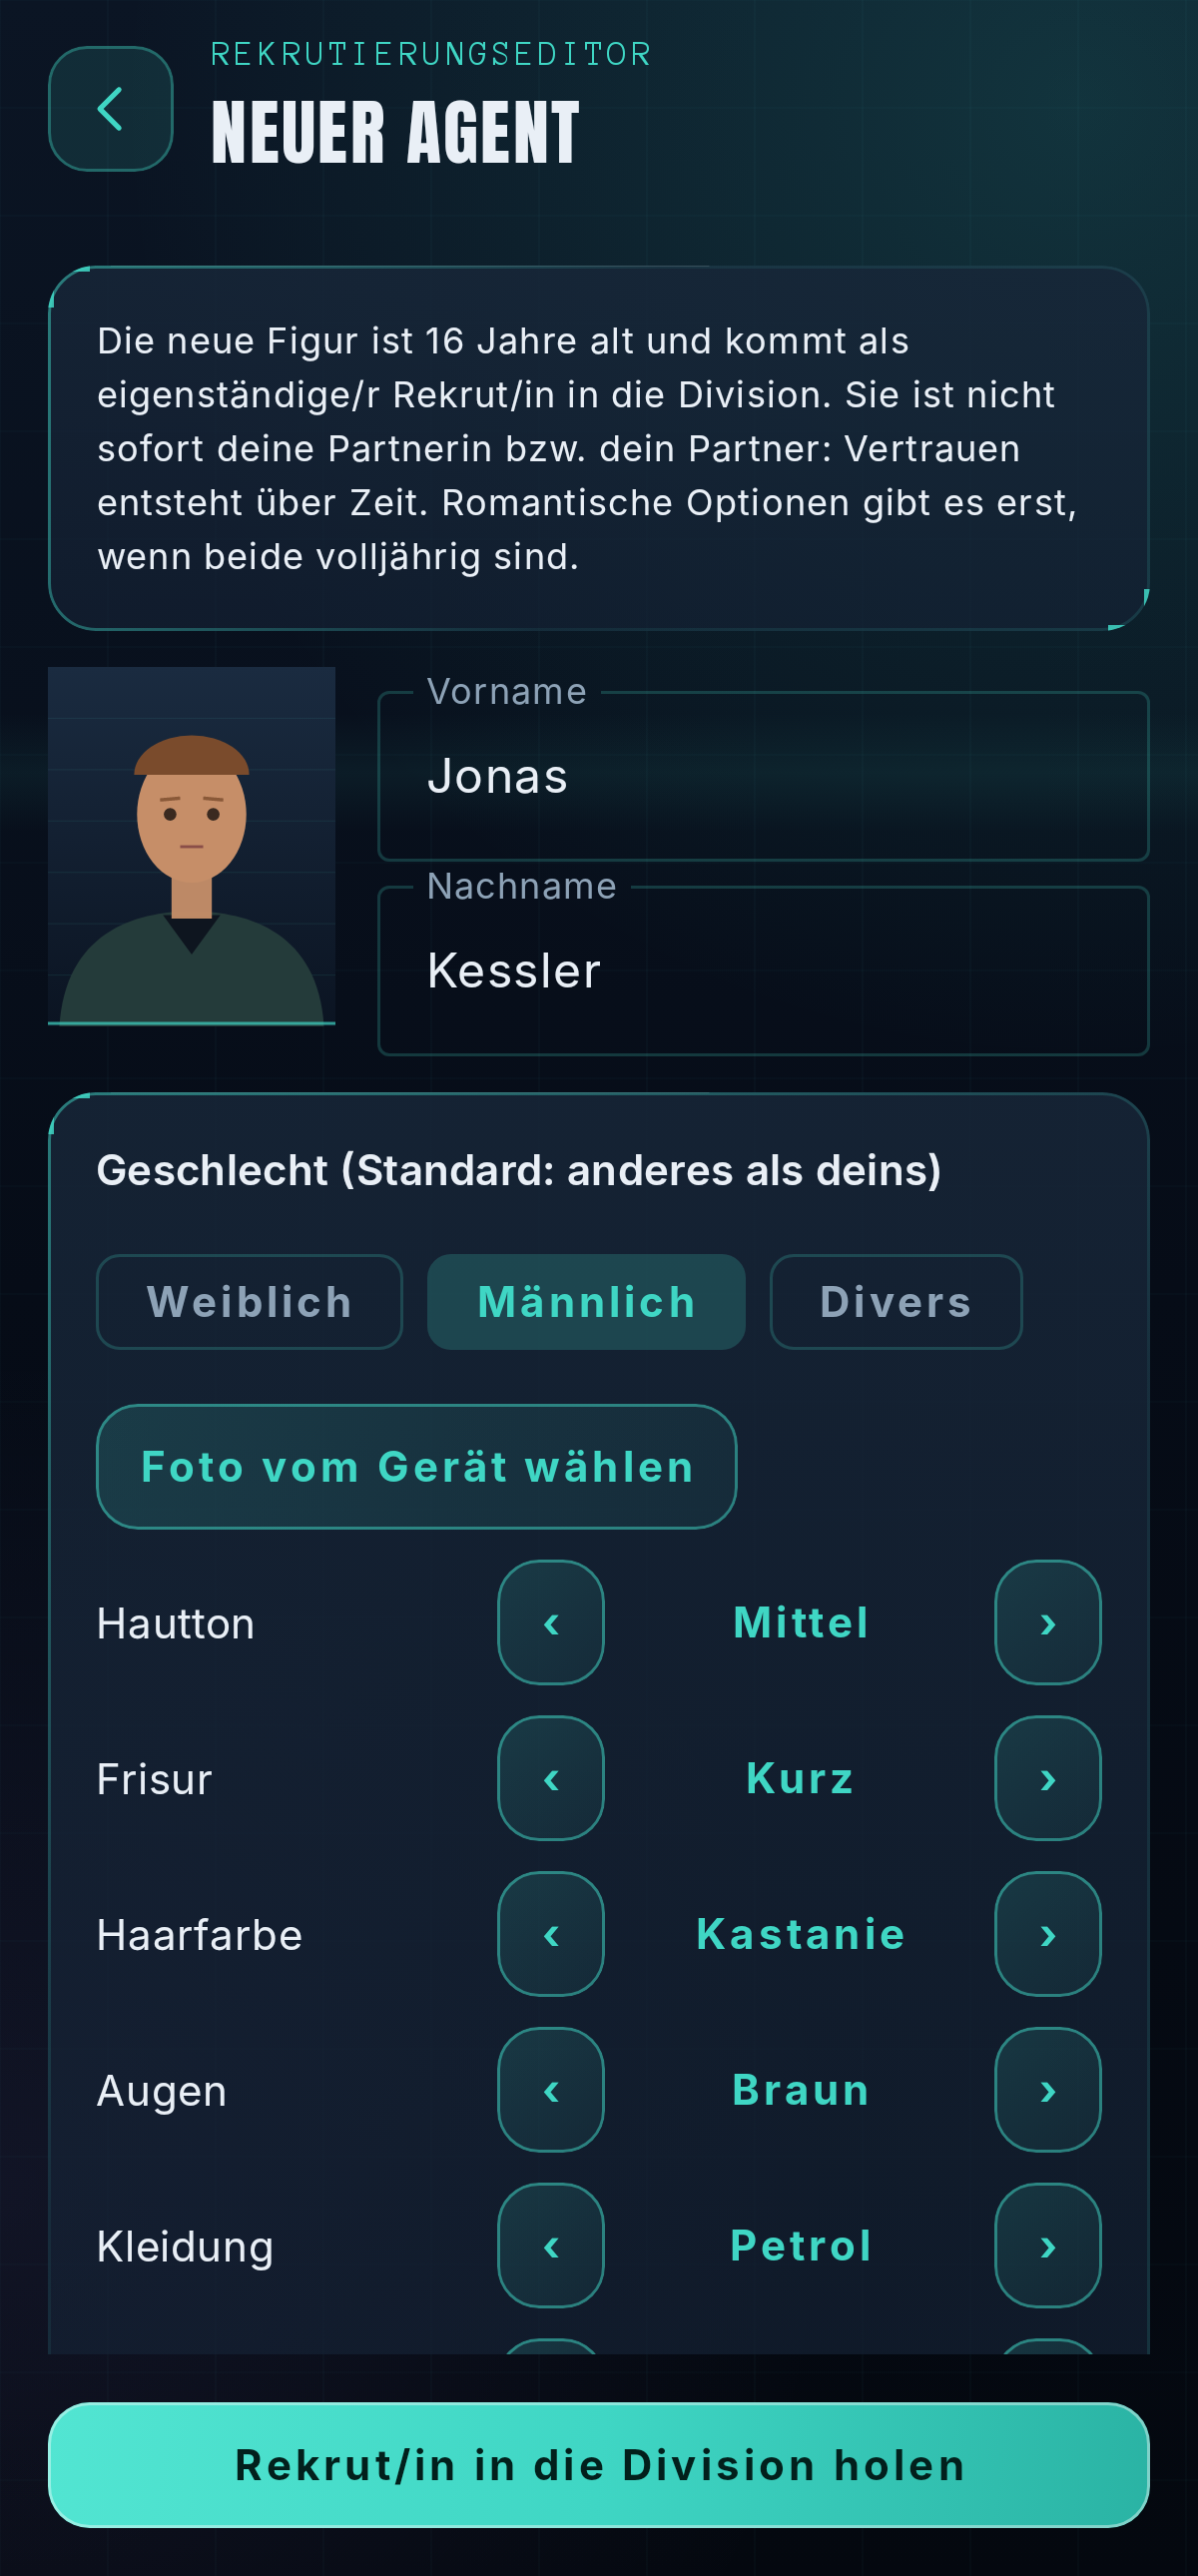 REKRUTIERUNGSEDITOR
NEUER AGENT
Die neue Figur ist 16 Jahre alt und kommt als
eigenständige/r Rekrut/in in die Division. Sie ist nicht
sofort deine Partnerin bzw. dein Partner: Vertrauen
entsteht über Zeit. Romantische Optionen gibt es erst,
wenn beide volljährig sind.
Vorname
Jonas
Nachname
Kessler
Geschlecht (Standard: anderes als deins)
Weiblich Männlich Divers
Foto vom Gerät wählen
Hautton ‹ Mittel ›
Frisur ‹ Kurz ›
Haarfarbe ‹ Kastanie ›
Augen ‹ Braun ›
Kleidung ‹ Petrol ›
Rekrut/in in die Division holen